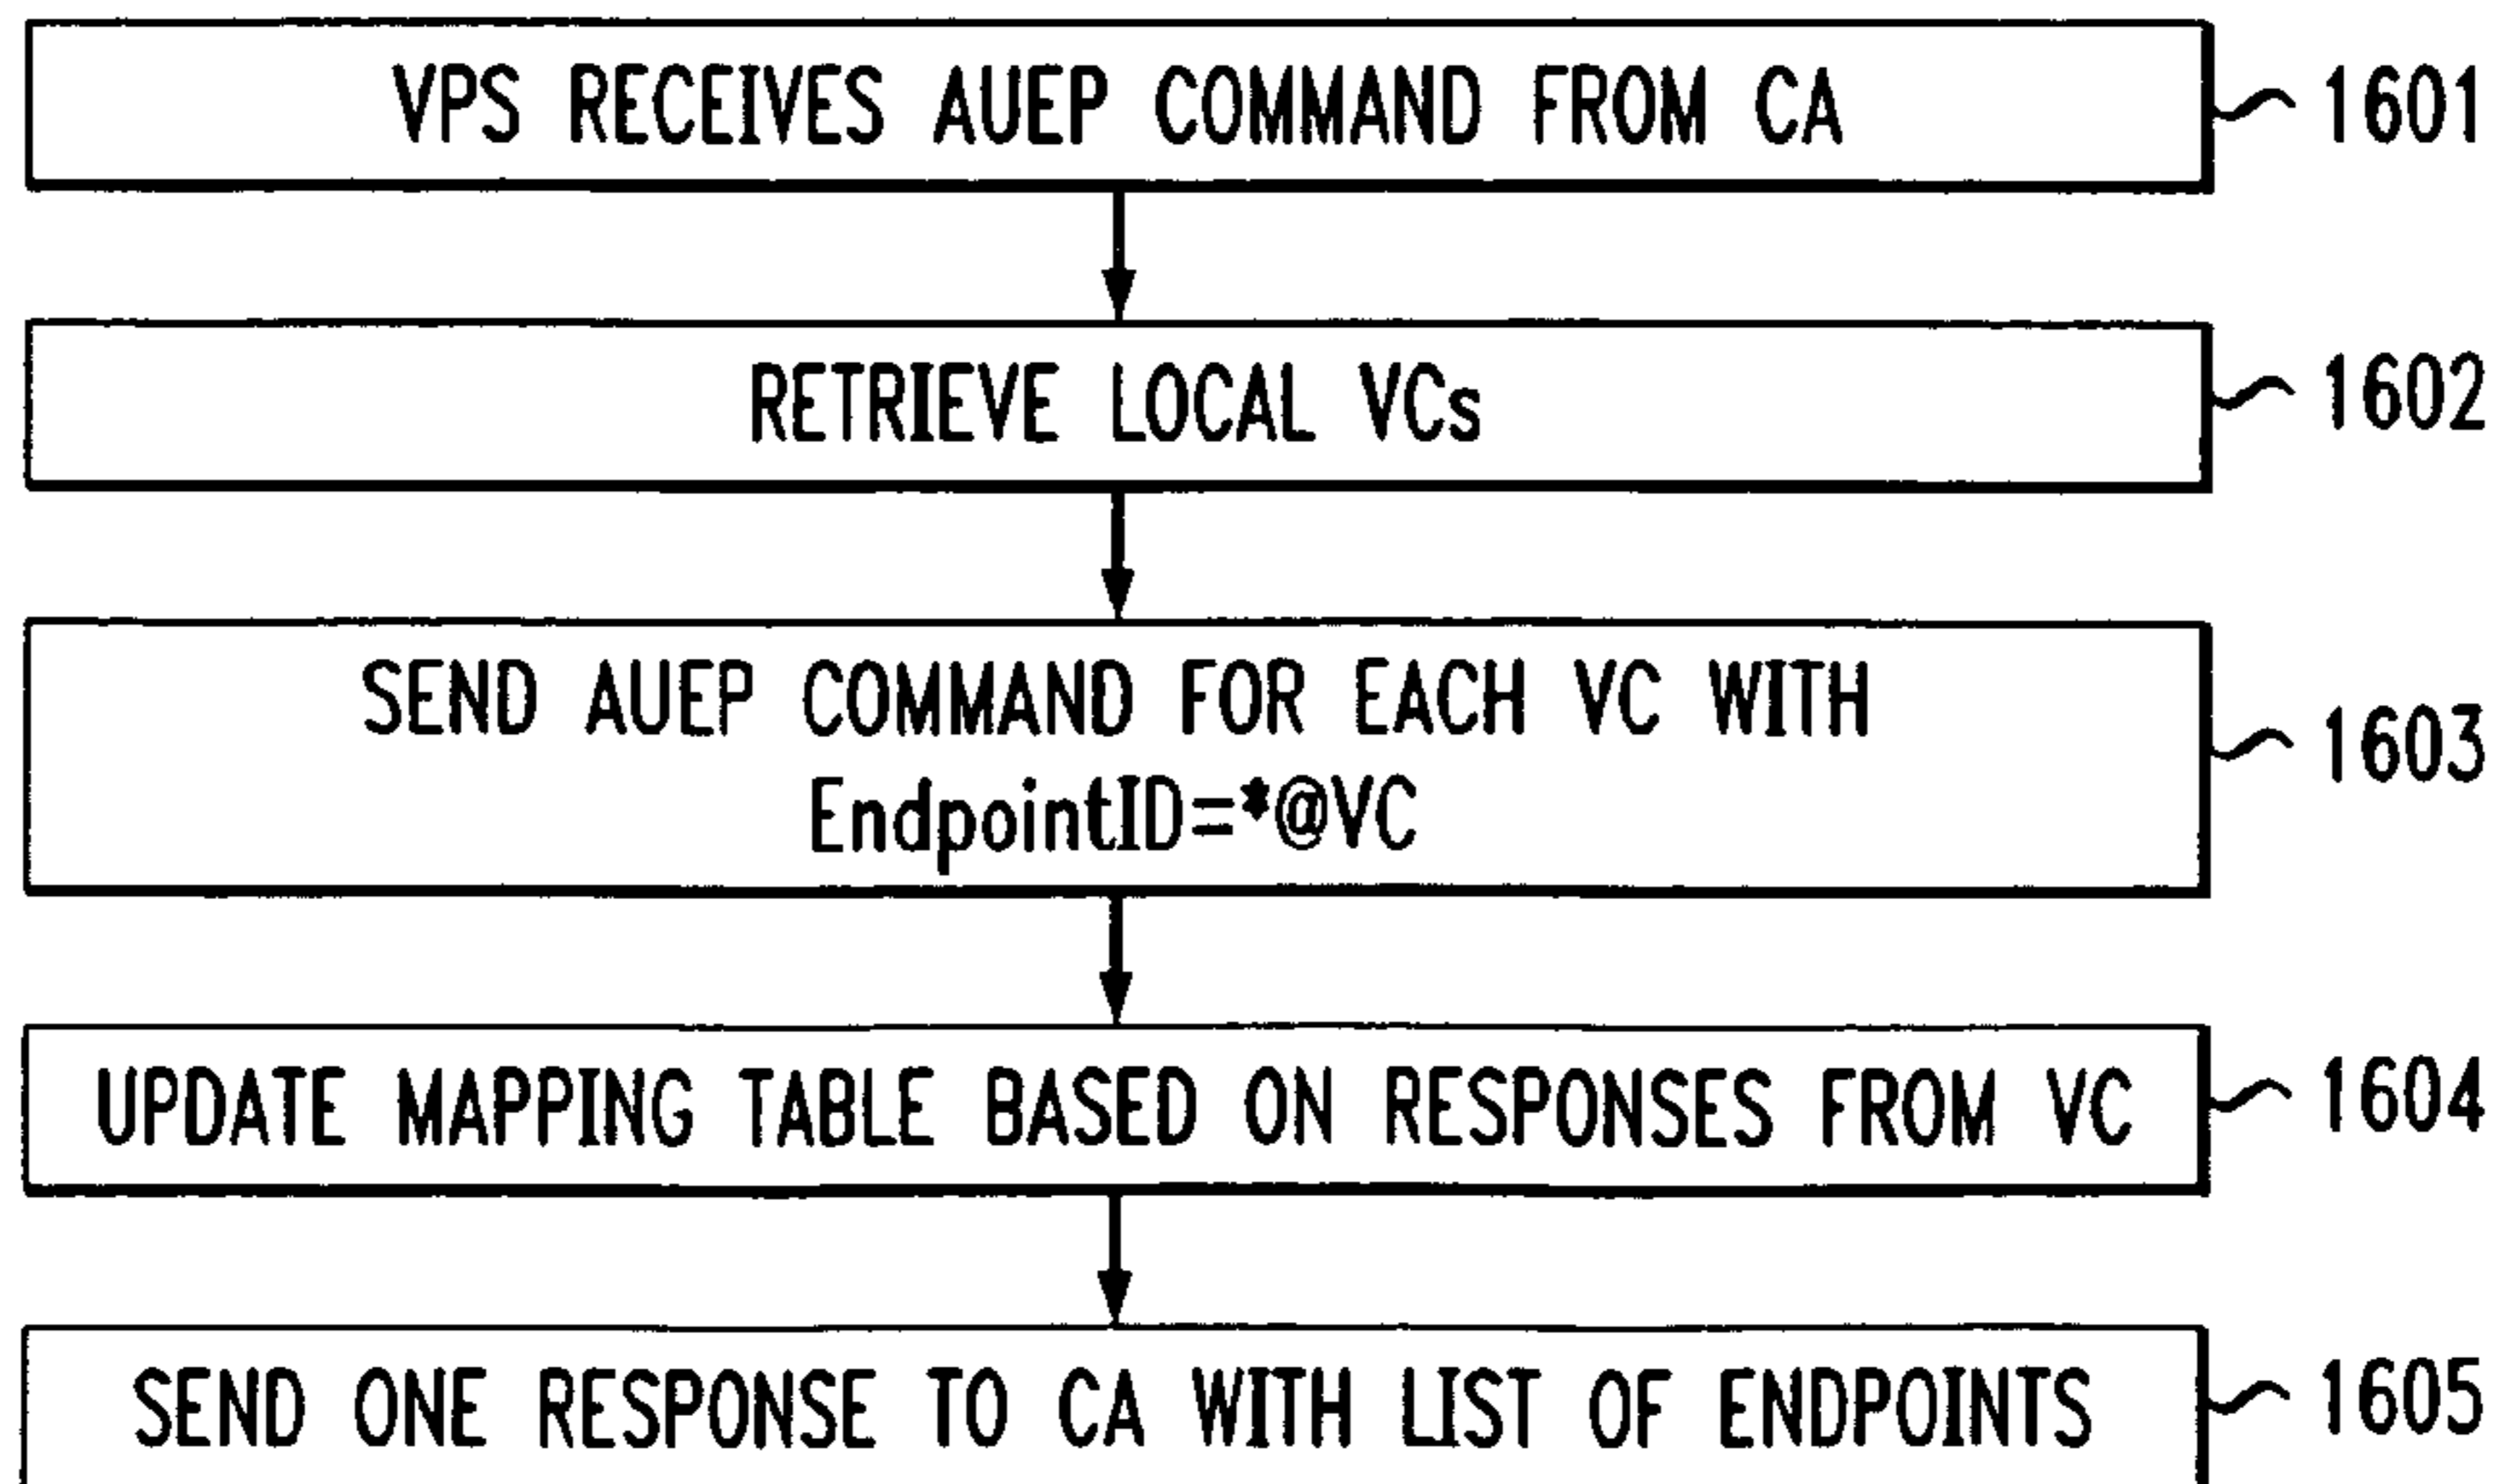 VPS RECEIVES AUEP COMMAND FROM CA
1601
RETRIEVE LOCAL VCs
1602
SEND AUEP COMMAND FOR EACH VC WITH
EndpointID=*@VC
1603
UPDATE MAPPING TABLE BASED ON RESPONSES FROM VC
1604
SEND ONE RESPONSE TO CA WITH LIST OF ENDPOINTS
1605